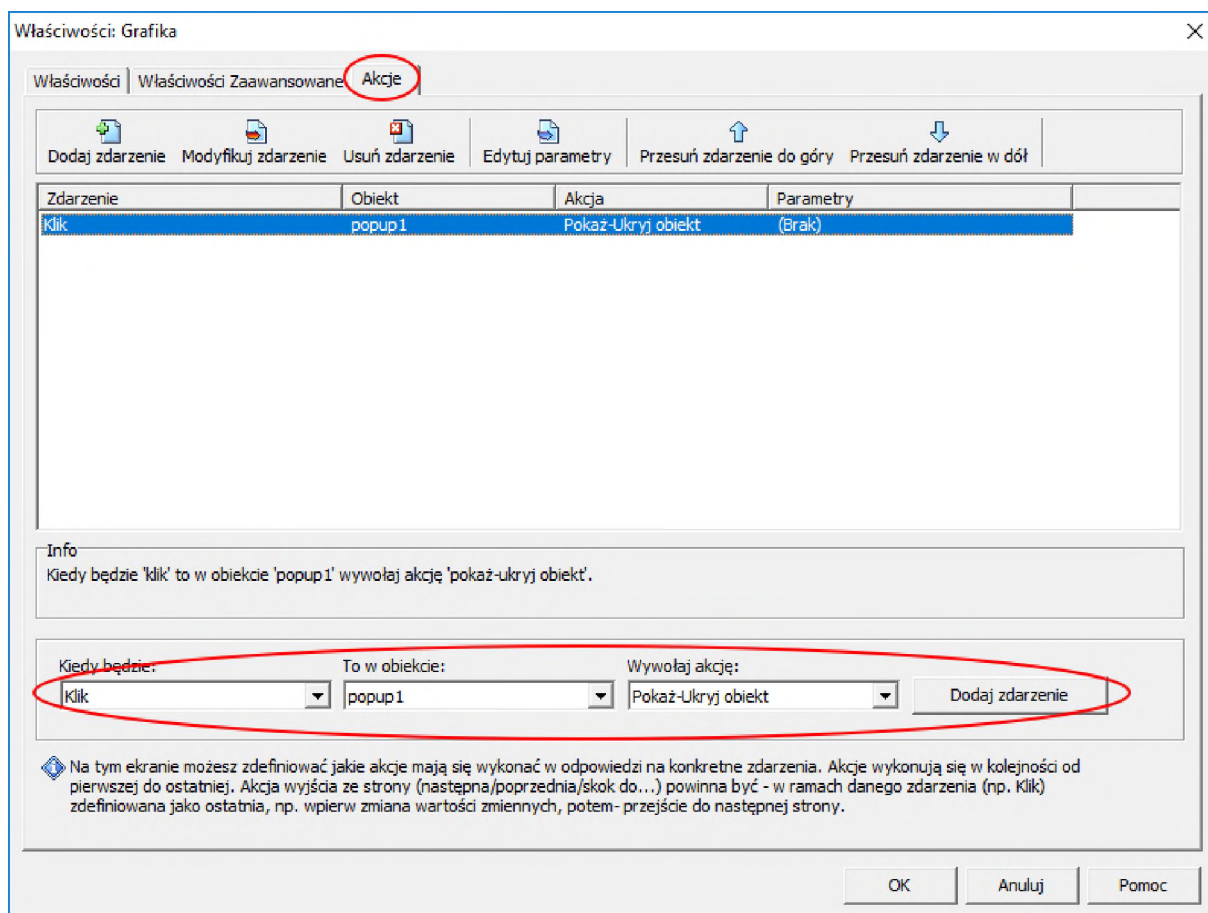 Właściwości: Grafika
Właściwości Właściwości Zaawansowane Akcje
Dodaj zdarzenie Modyfikuj zdarzenie Usuń zdarzenie Edytuj parametry Przesuń zdarzenie do góry Przesuń zdarzenie w dół
Zdarzenie Obiekt Akcja Parametry
Klik popup1 Pokaż-Ukryj obiekt (Brak)
Info
Kiedy będzie 'klik' to w obiekcie 'popup1' wywołaj akcję 'pokaż-ukryj obiekt'.
Kiedy będzie: To w obiekcie: Wywołaj akcję:
Klik popup1 Pokaż-Ukryj obiekt Dodaj zdarzenie
Na tym ekranie możesz zdefiniować jakie akcje mają się wykonać w odpowiedzi na konkretne zdarzenia. Akcje wykonują się w kolejności od
pierwszej do ostatniej. Akcja wyjścia ze strony (następna/poprzednia/skok do...) powinna być - w ramach danego zdarzenia (np. Klik)
zdefiniowana jako ostatnia, np. wpierw zmiana wartości zmiennych, potem- przejście do następnej strony.
OK Anuluj Pomoc